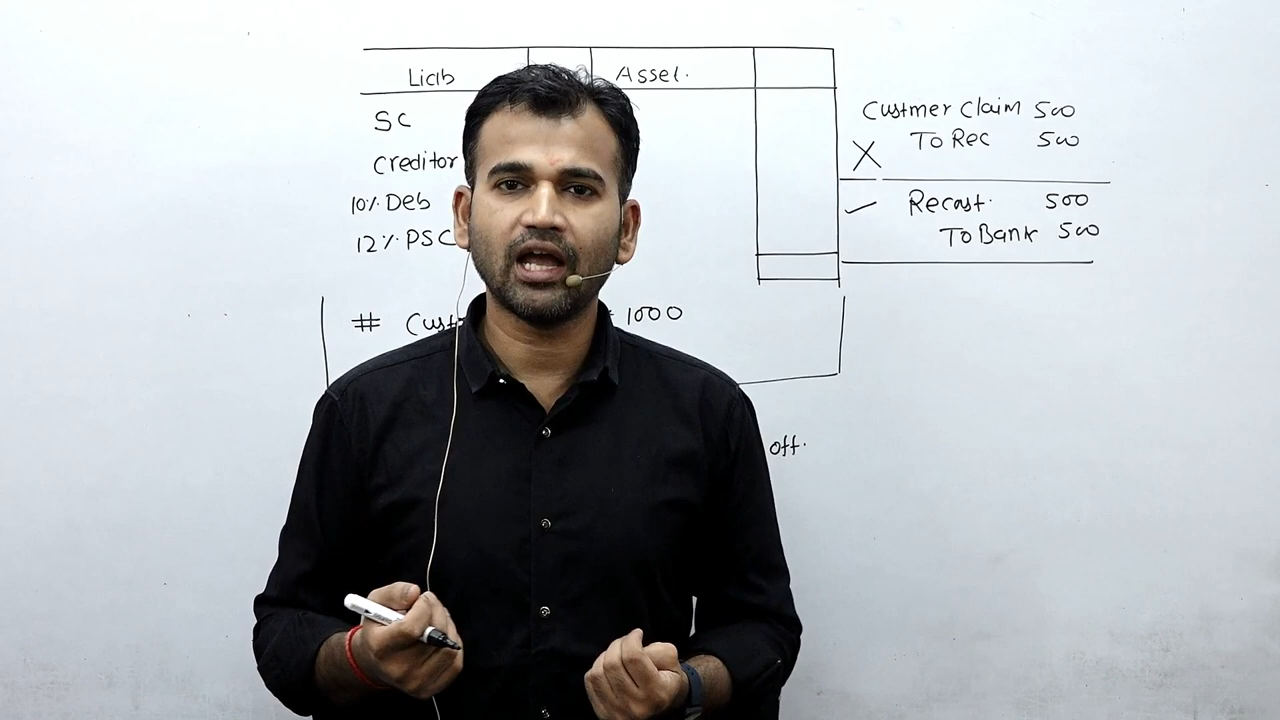 Liab Asset.
SC
Creditor
10% Deb
12% PSC
# Cust 1000
off.
Custmer Claim 500
To Rec 500
X
✓ Recast. 500
To Bank 500